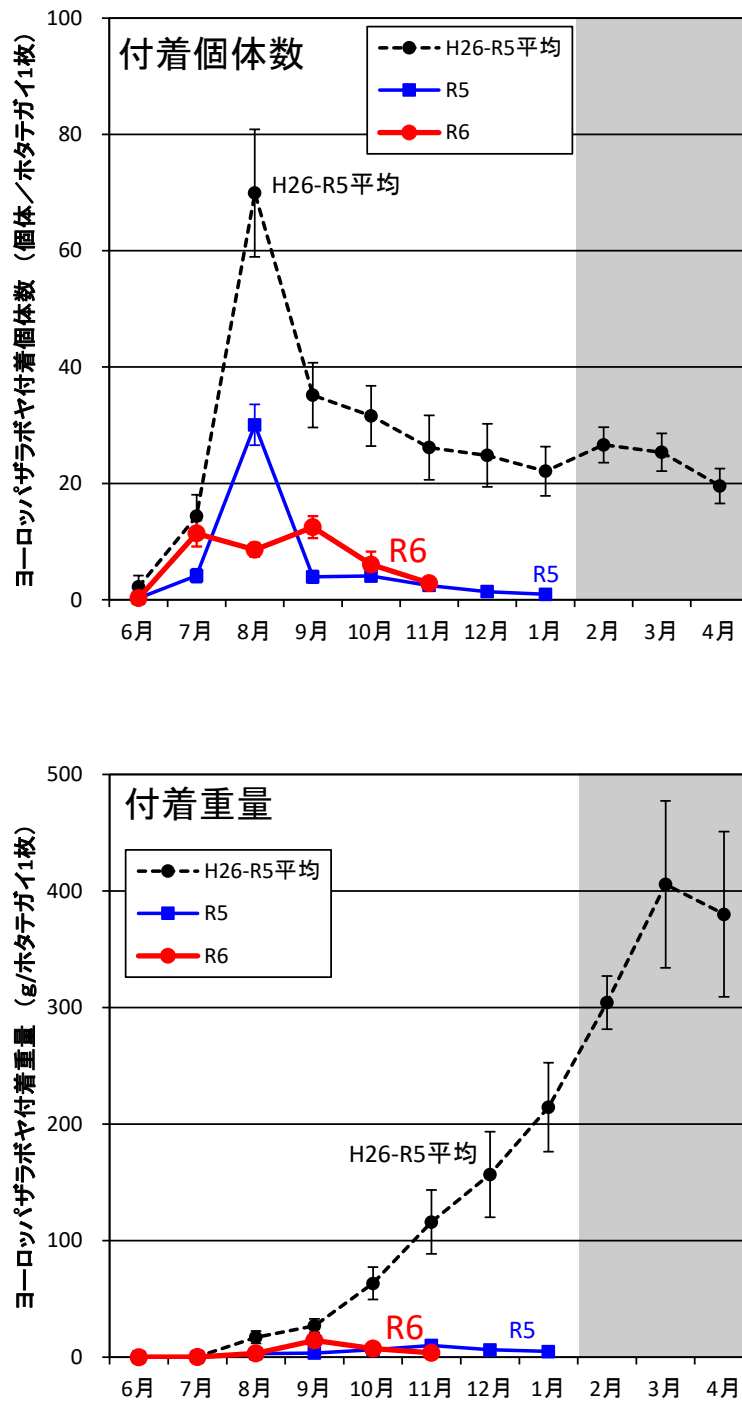 付着個体数
H26-R5平均
R5
R6
H26-R5平均
R6
R5
ヨーロッパザラボヤ付着個体数 (個体/ホタテガイ1枚)
100
80
60
40
20
0
6月 7月 8月 9月 10月 11月 12月 1月 2月 3月 4月
付着重量
H26-R5平均
R5
R6
H26-R5平均
R6
R5
ヨーロッパザラボヤ付着重量 (g/ホタテガイ1枚)
500
400
300
200
100
0
6月 7月 8月 9月 10月 11月 12月 1月 2月 3月 4月